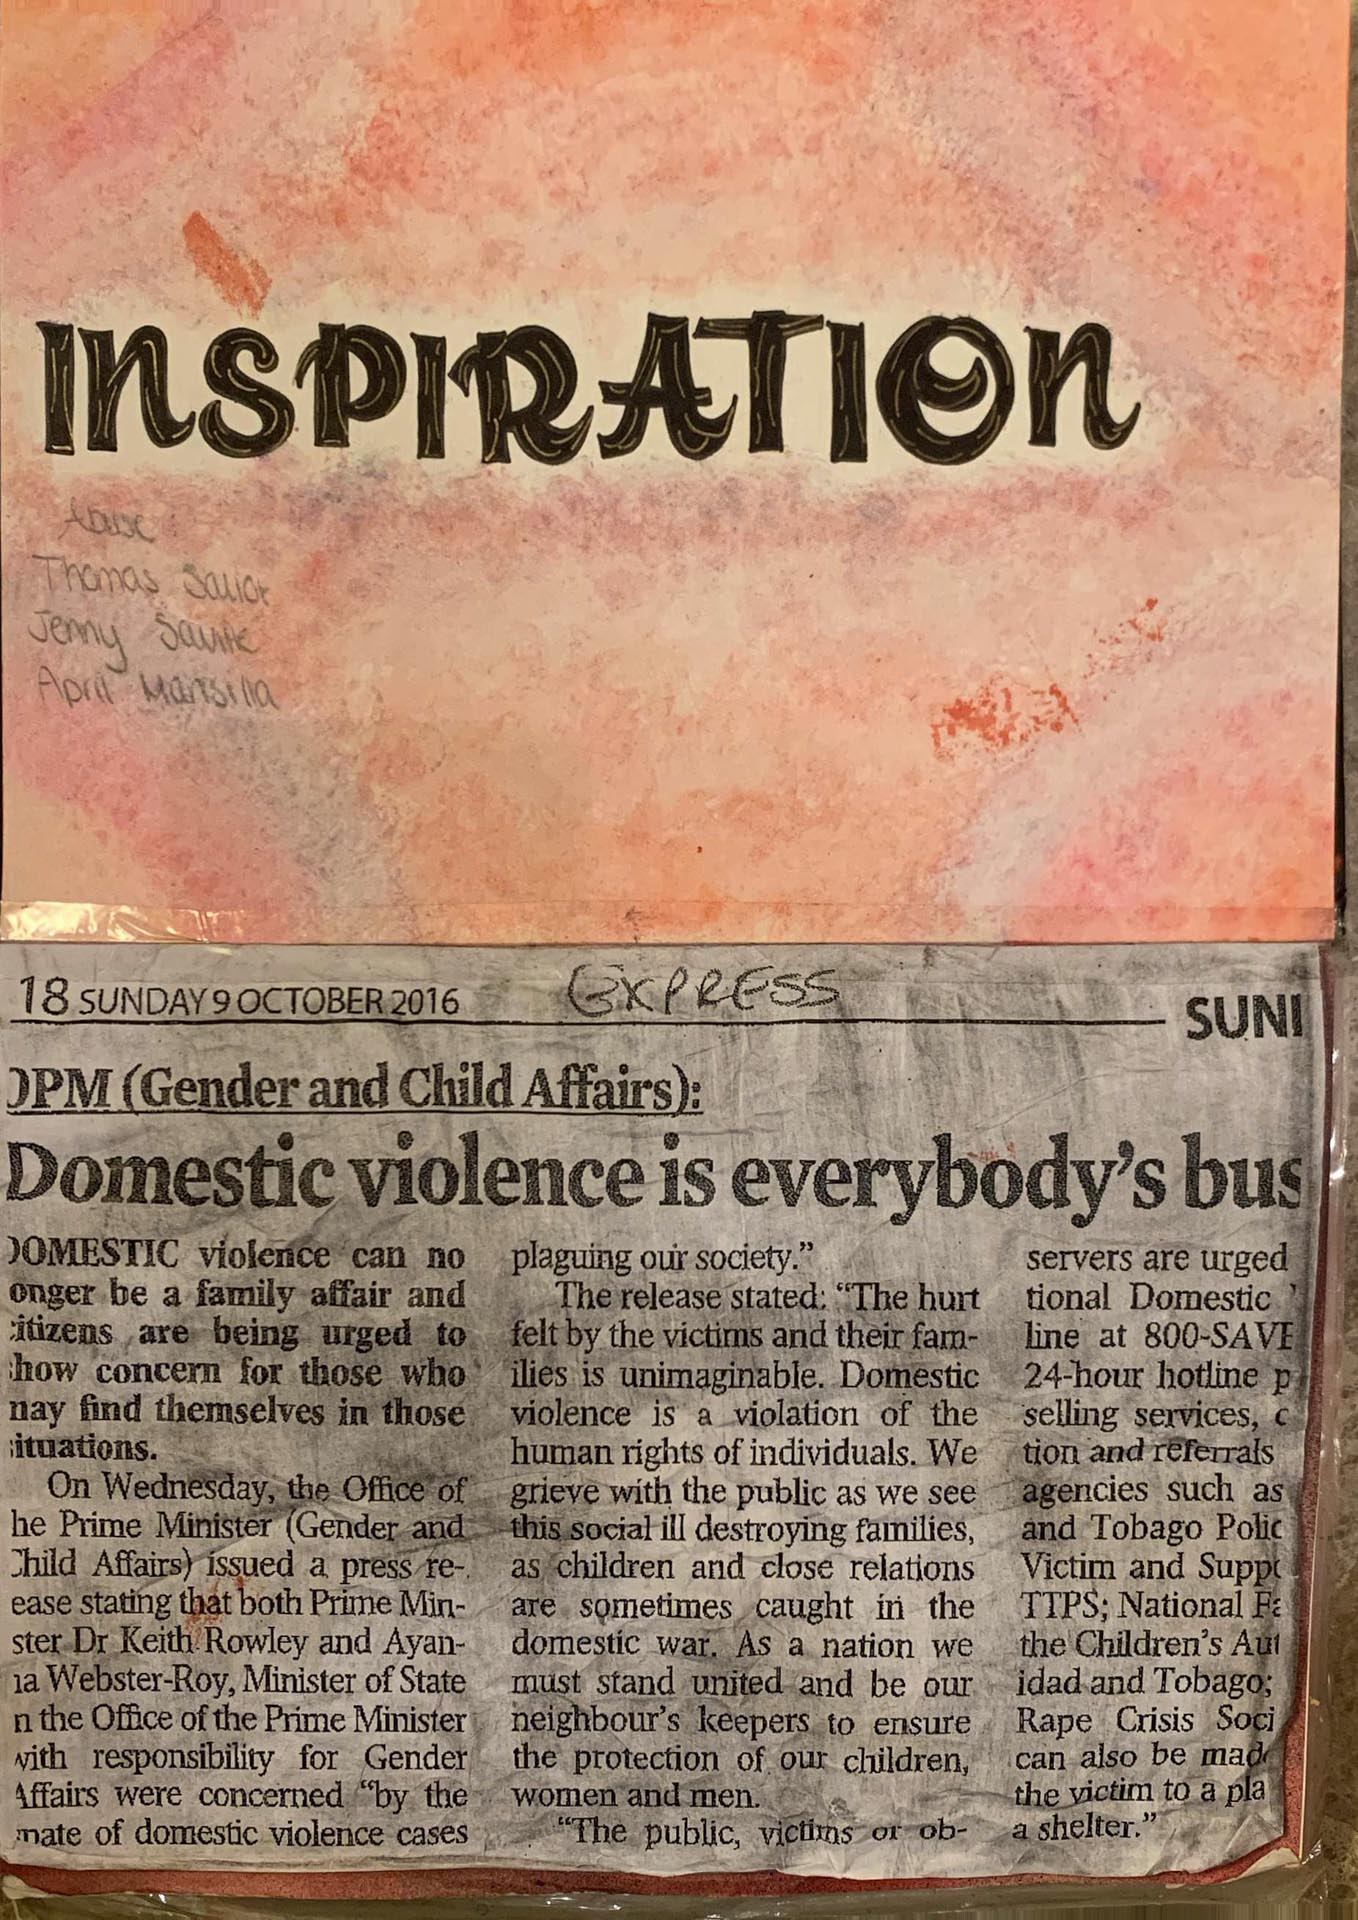 INSPIRATION
Abuse
Thomas
Jenny
April Mansilla
18 SUNDAY 9 OCTOBER 2016
EXPRESS
SUNI
OPM (Gender and Child Affairs):
Domestic violence is everybody’s bus
DOMESTIC violence can no
onger be a family affair and
citizens are being urged to
show concern for those who
may find themselves in those
situations.
On Wednesday, the Office of
he Prime Minister (Gender and
Child Affairs) issued a press re-
ease stating that both Prime Min-
ster Dr Keith Rowley and Ayan-
na Webster-Roy, Minister of State
n the Office of the Prime Minister
with responsibility for Gender
Affairs were concerned “by the
mate of domestic violence cases
plaguing our society.”
The release stated: “The hurt
felt by the victims and their fam-
ilies is unimaginable. Domestic
violence is a violation of the
human rights of individuals. We
grieve with the public as we see
this social ill destroying families,
as children and close relations
are sometimes caught in the
domestic war. As a nation we
must stand united and be our
neighbour’s keepers to ensure
the protection of our children,
women and men.
“The public, victims or ob-
servers are urged
tional Domestic
line at 800-SAVE
24-hour hotline p
selling services, c
tion and referrals
agencies such as
and Tobago Polic
Victim and Suppo
TTPS; National Fa
the Children’s Aut
idad and Tobago;
Rape Crisis Soci
can also be made
the victim to a pla
a shelter.”